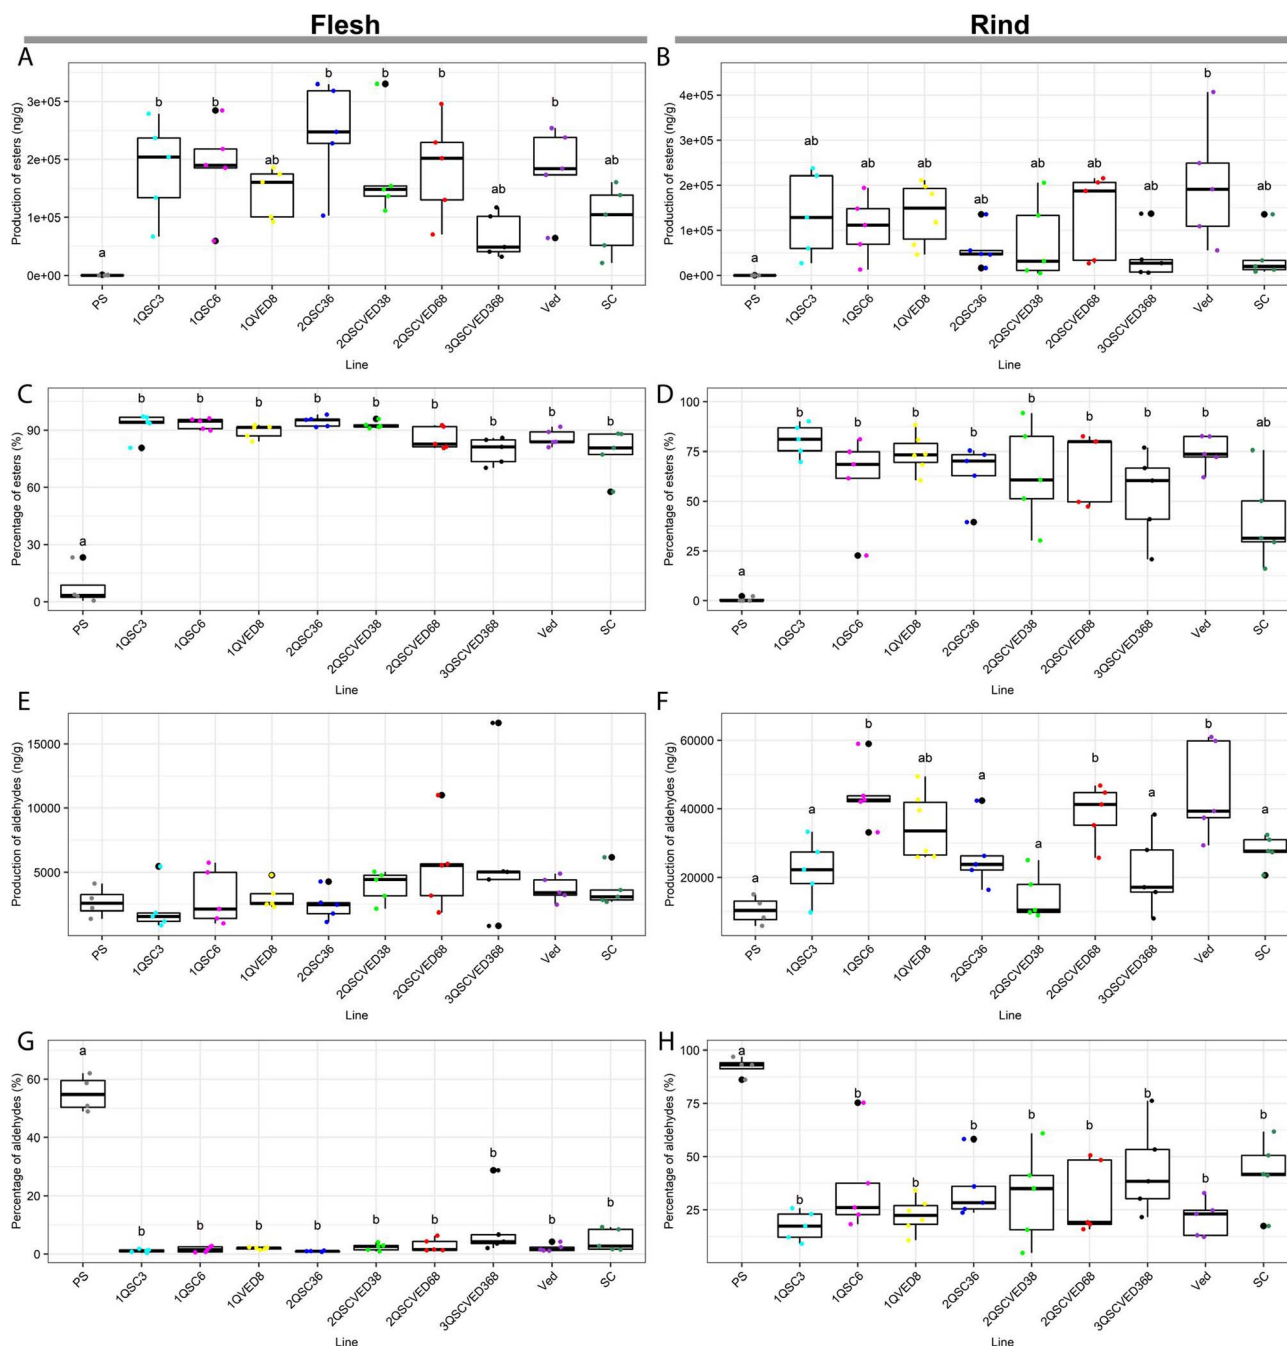 Flesh
Rind
A
Production of esters (ng/g)
3e+05
2e+05
1e+05
0e+00
a
b
b
ab
b
b
b
ab
b
ab
PS
1QSC3
1QSC6
1QVED8
2QSC36
2QSCVED38
2QSCVED68
3QSCVED368
Ved
SC
Line
B
Production of esters (ng/g)
4e+05
3e+05
2e+05
1e+05
0e+00
a
ab
ab
ab
ab
ab
ab
ab
b
ab
PS
1QSC3
1QSC6
1QVED8
2QSC36
2QSCVED38
2QSCVED68
3QSCVED368
Ved
SC
Line
C
Percentage of esters (%)
90
60
30
0
a
b
b
b
b
b
b
b
b
b
PS
1QSC3
1QSC6
1QVED8
2QSC36
2QSCVED38
2QSCVED68
3QSCVED368
Ved
SC
Line
D
Percentage of esters (%)
100
75
50
25
0
a
b
b
b
b
b
b
b
b
ab
PS
1QSC3
1QSC6
1QVED8
2QSC36
2QSCVED38
2QSCVED68
3QSCVED368
Ved
SC
Line
E
Production of aldehydes (ng/g)
15000
10000
5000
PS
1QSC3
1QSC6
1QVED8
2QSC36
2QSCVED38
2QSCVED68
3QSCVED368
Ved
SC
Line
F
Production of aldehydes (ng/g)
60000
40000
20000
a
a
b
ab
a
a
b
a
b
a
PS
1QSC3
1QSC6
1QVED8
2QSC36
2QSCVED38
2QSCVED68
3QSCVED368
Ved
SC
Line
G
Percentage of aldehydes (%)
60
40
20
0
a
b
b
b
b
b
b
b
b
b
PS
1QSC3
1QSC6
1QVED8
2QSC36
2QSCVED38
2QSCVED68
3QSCVED368
Ved
SC
Line
H
Percentage of aldehydes (%)
100
75
50
25
a
b
b
b
b
b
b
b
b
b
PS
1QSC3
1QSC6
1QVED8
2QSC36
2QSCVED38
2QSCVED68
3QSCVED368
Ved
SC
Line